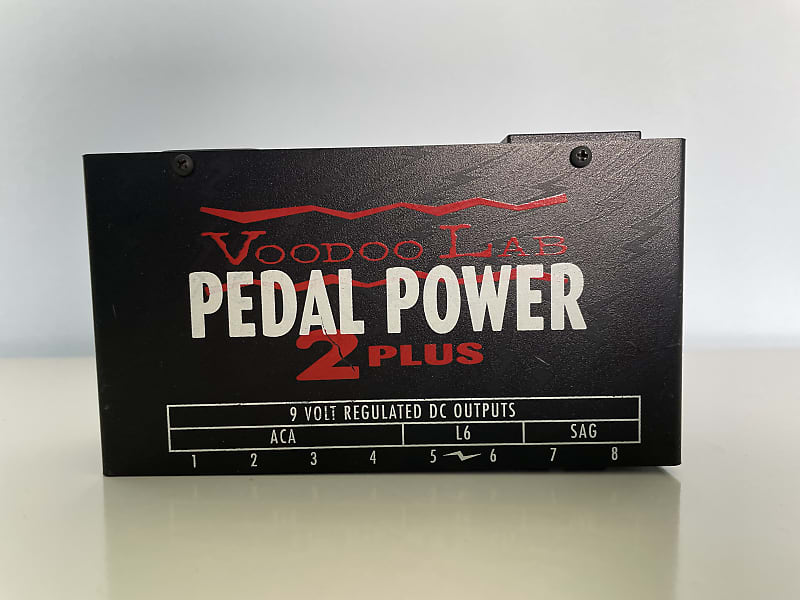 VOODOO LAB
PEDAL POWER
2 PLUS
9 VOLT REGULATED DC OUTPUTS
ACA L6 SAG
1 2 3 4 5 6 7 8